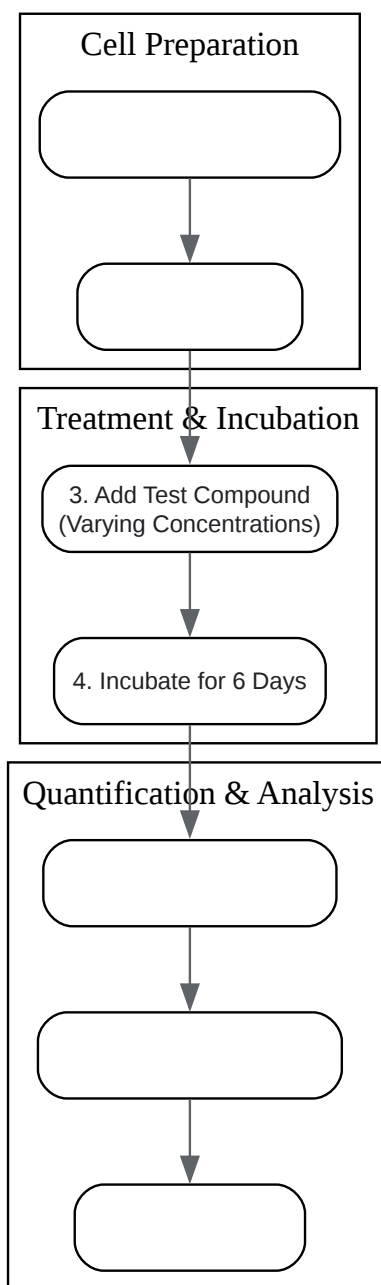 Cell Preparation
Treatment & Incubation
3. Add Test Compound
(Varying Concentrations)
4. Incubate for 6 Days
Quantification & Analysis